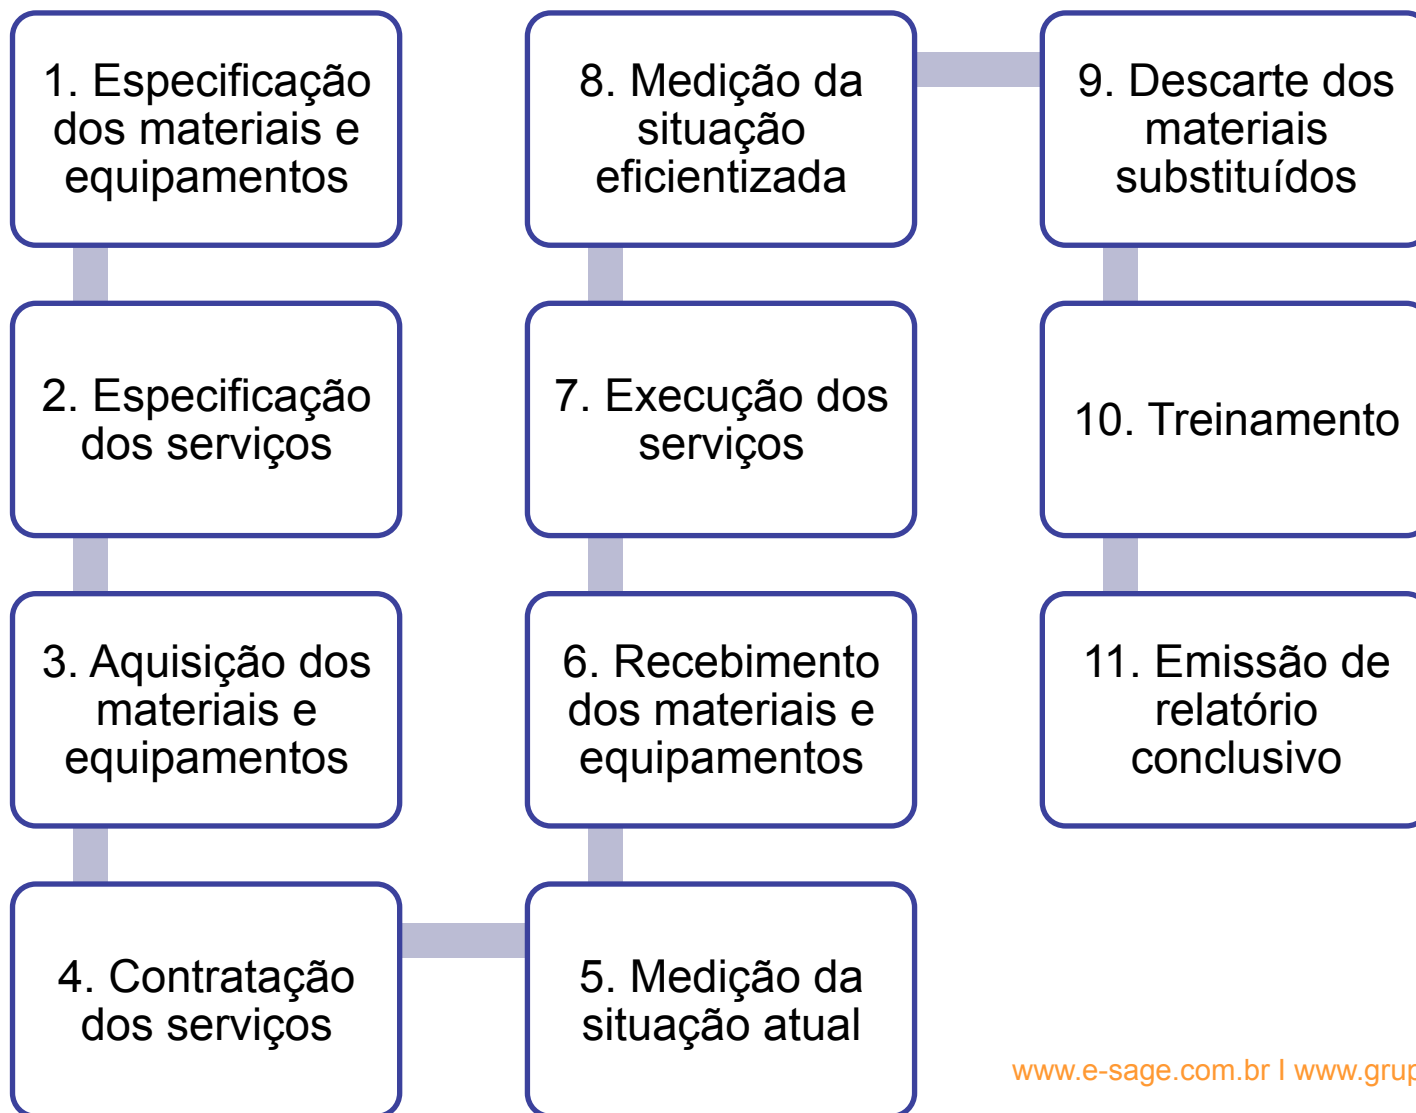 1. Especificação
dos materiais e
equipamentos
2. Especificação
dos serviços
3. Aquisição dos
materiais e
equipamentos
4. Contratação
dos serviços
5. Medição da
situação atual
6. Recebimento
dos materiais e
equipamentos
7. Execução dos
serviços
8. Medição da
situação
eficientizada
9. Descarte dos
materiais
substituídos
10. Treinamento
11. Emissão de
relatório
conclusivo
www.e-sage.com.br I www.grup